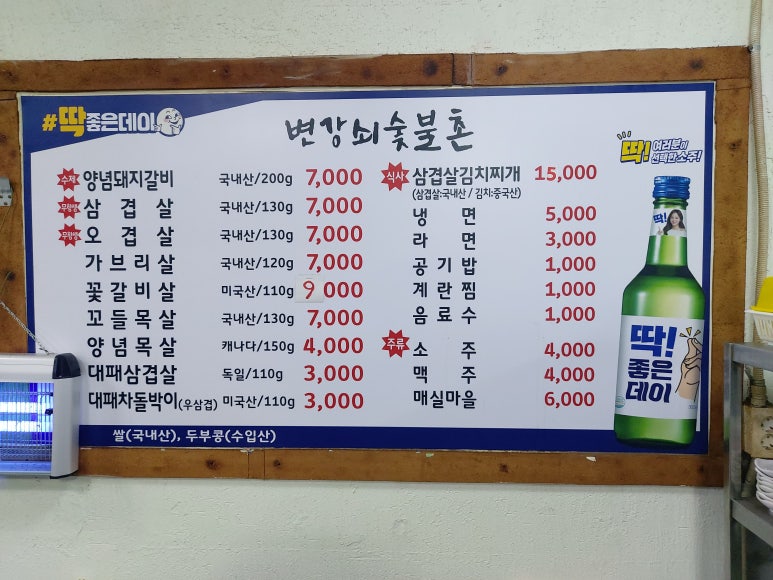 #딱 좋은데이
변강쇠숯불촌
딱! 여러분이
선택한소주!
수제 양념돼지갈비 국내산/200g 7,000
무항생 삼겹살 국내산/130g 7,000
무항생 오겹살 국내산/130g 7,000
가브리살 국내산/120g 7,000
꽃갈비살 미국산/110g 9,000
꼬들목살 국내산/130g 7,000
양념목살 캐나다/150g 4,000
대패삼겹살 독일/110g 3,000
대패차돌박이(우삼겹) 미국산/110g 3,000
식사 삼겹살김치찌개 15,000
(삼겹살:국내산 / 김치:중국산)
냉면 5,000
라면 3,000
공기밥 1,000
계란찜 1,000
음료수 1,000
주류 소주 4,000
맥주 4,000
매실마을 6,000
쌀(국내산), 두부콩(수입산)
딱!
딱!
좋은
데이